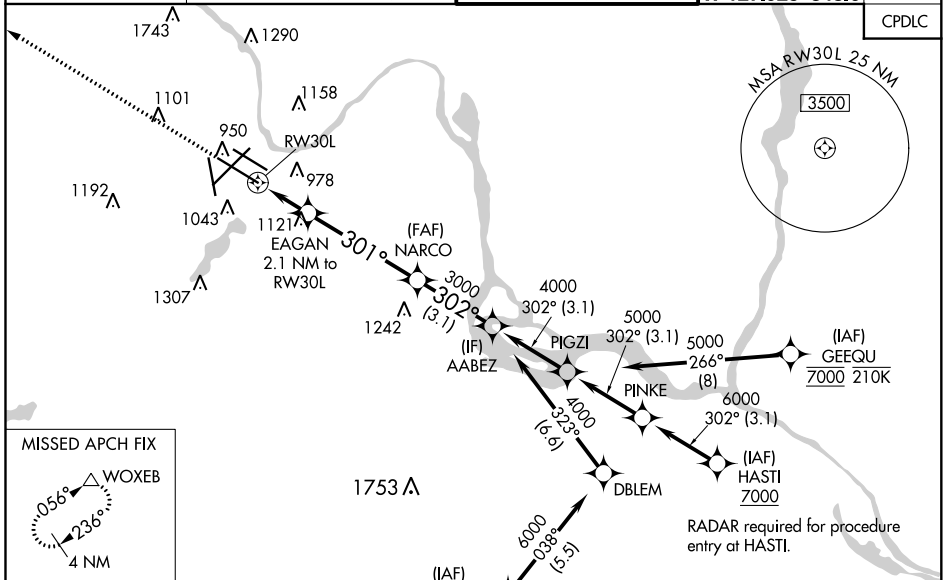 CPDLC
1743
1290
MSA RW30L 25 NM
3500
1101
1158
950
RW30L
978
1192
1043
1121
EAGAN
2.1 NM to
RW30L
301°
(FAF)
NARCO
3000
302°
(3.1)
4000
302° (3.1)
1307
1242
(IF)
AABEZ
PIGZI
5000
302° (3.1)
5000
266°
(8)
(IAF)
GEEQU
7000 210K
PINKE
6000
302° (3.1)
4000
323°
(6.6)
(IAF)
HASTI
7000
DBLEM
RADAR required for procedure
entry at HASTI.
MISSED APCH FIX
WOXEB
056°
236°
4 NM
1753
6000
038°
(5.5)
(IAF)